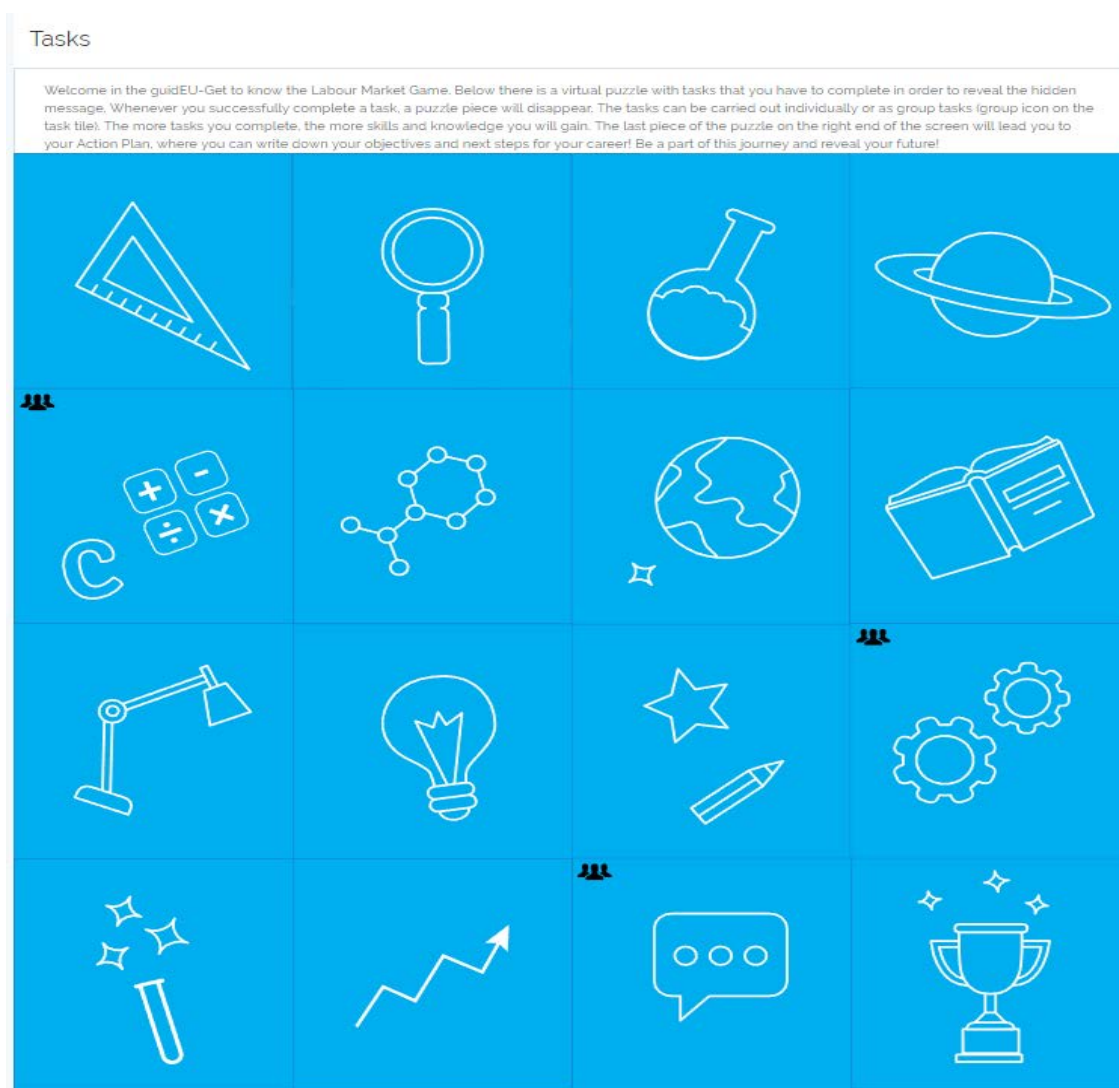 Tasks
Welcome in the guidEU-Get to know the Labour Market Game. Below there is a virtual puzzle with tasks that you have to complete in order to reveal the hidden
message. Whenever you successfully complete a task, a puzzle piece will disappear. The tasks can be carried out individually or as group tasks (group icon on the
task tile). The more tasks you complete, the more skills and knowledge you will gain. The last piece of the puzzle on the right end of the screen will lead you to
your Action Plan, where you can write down your objectives and next steps for your career! Be a part of this journey and reveal your future!
+ -
C ÷ ×